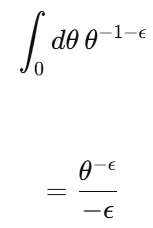 ∫₀ dθ θ^{-1-ϵ}
= θ^{-ϵ} / -ϵ